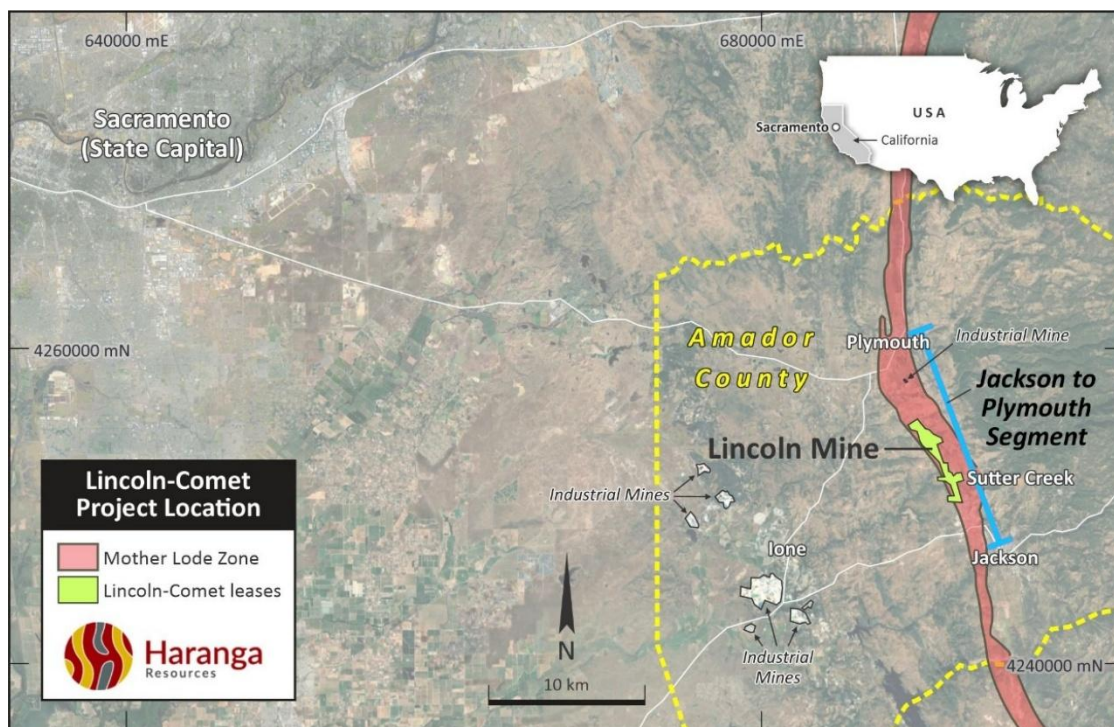 640000 mE
680000 mE
Sacramento
(State Capital)
USA
Sacramento
California
4260000 mN
Amador
County
Plymouth
Industrial Mine
Jackson to
Plymouth
Segment
Lincoln Mine
Sutter Creek
Industrial Mines
Ione
Jackson
Industrial
Mines
4240000 mN
Lincoln-Comet
Project Location
Mother Lode Zone
Lincoln-Comet leases
Haranga
Resources
N
10 km